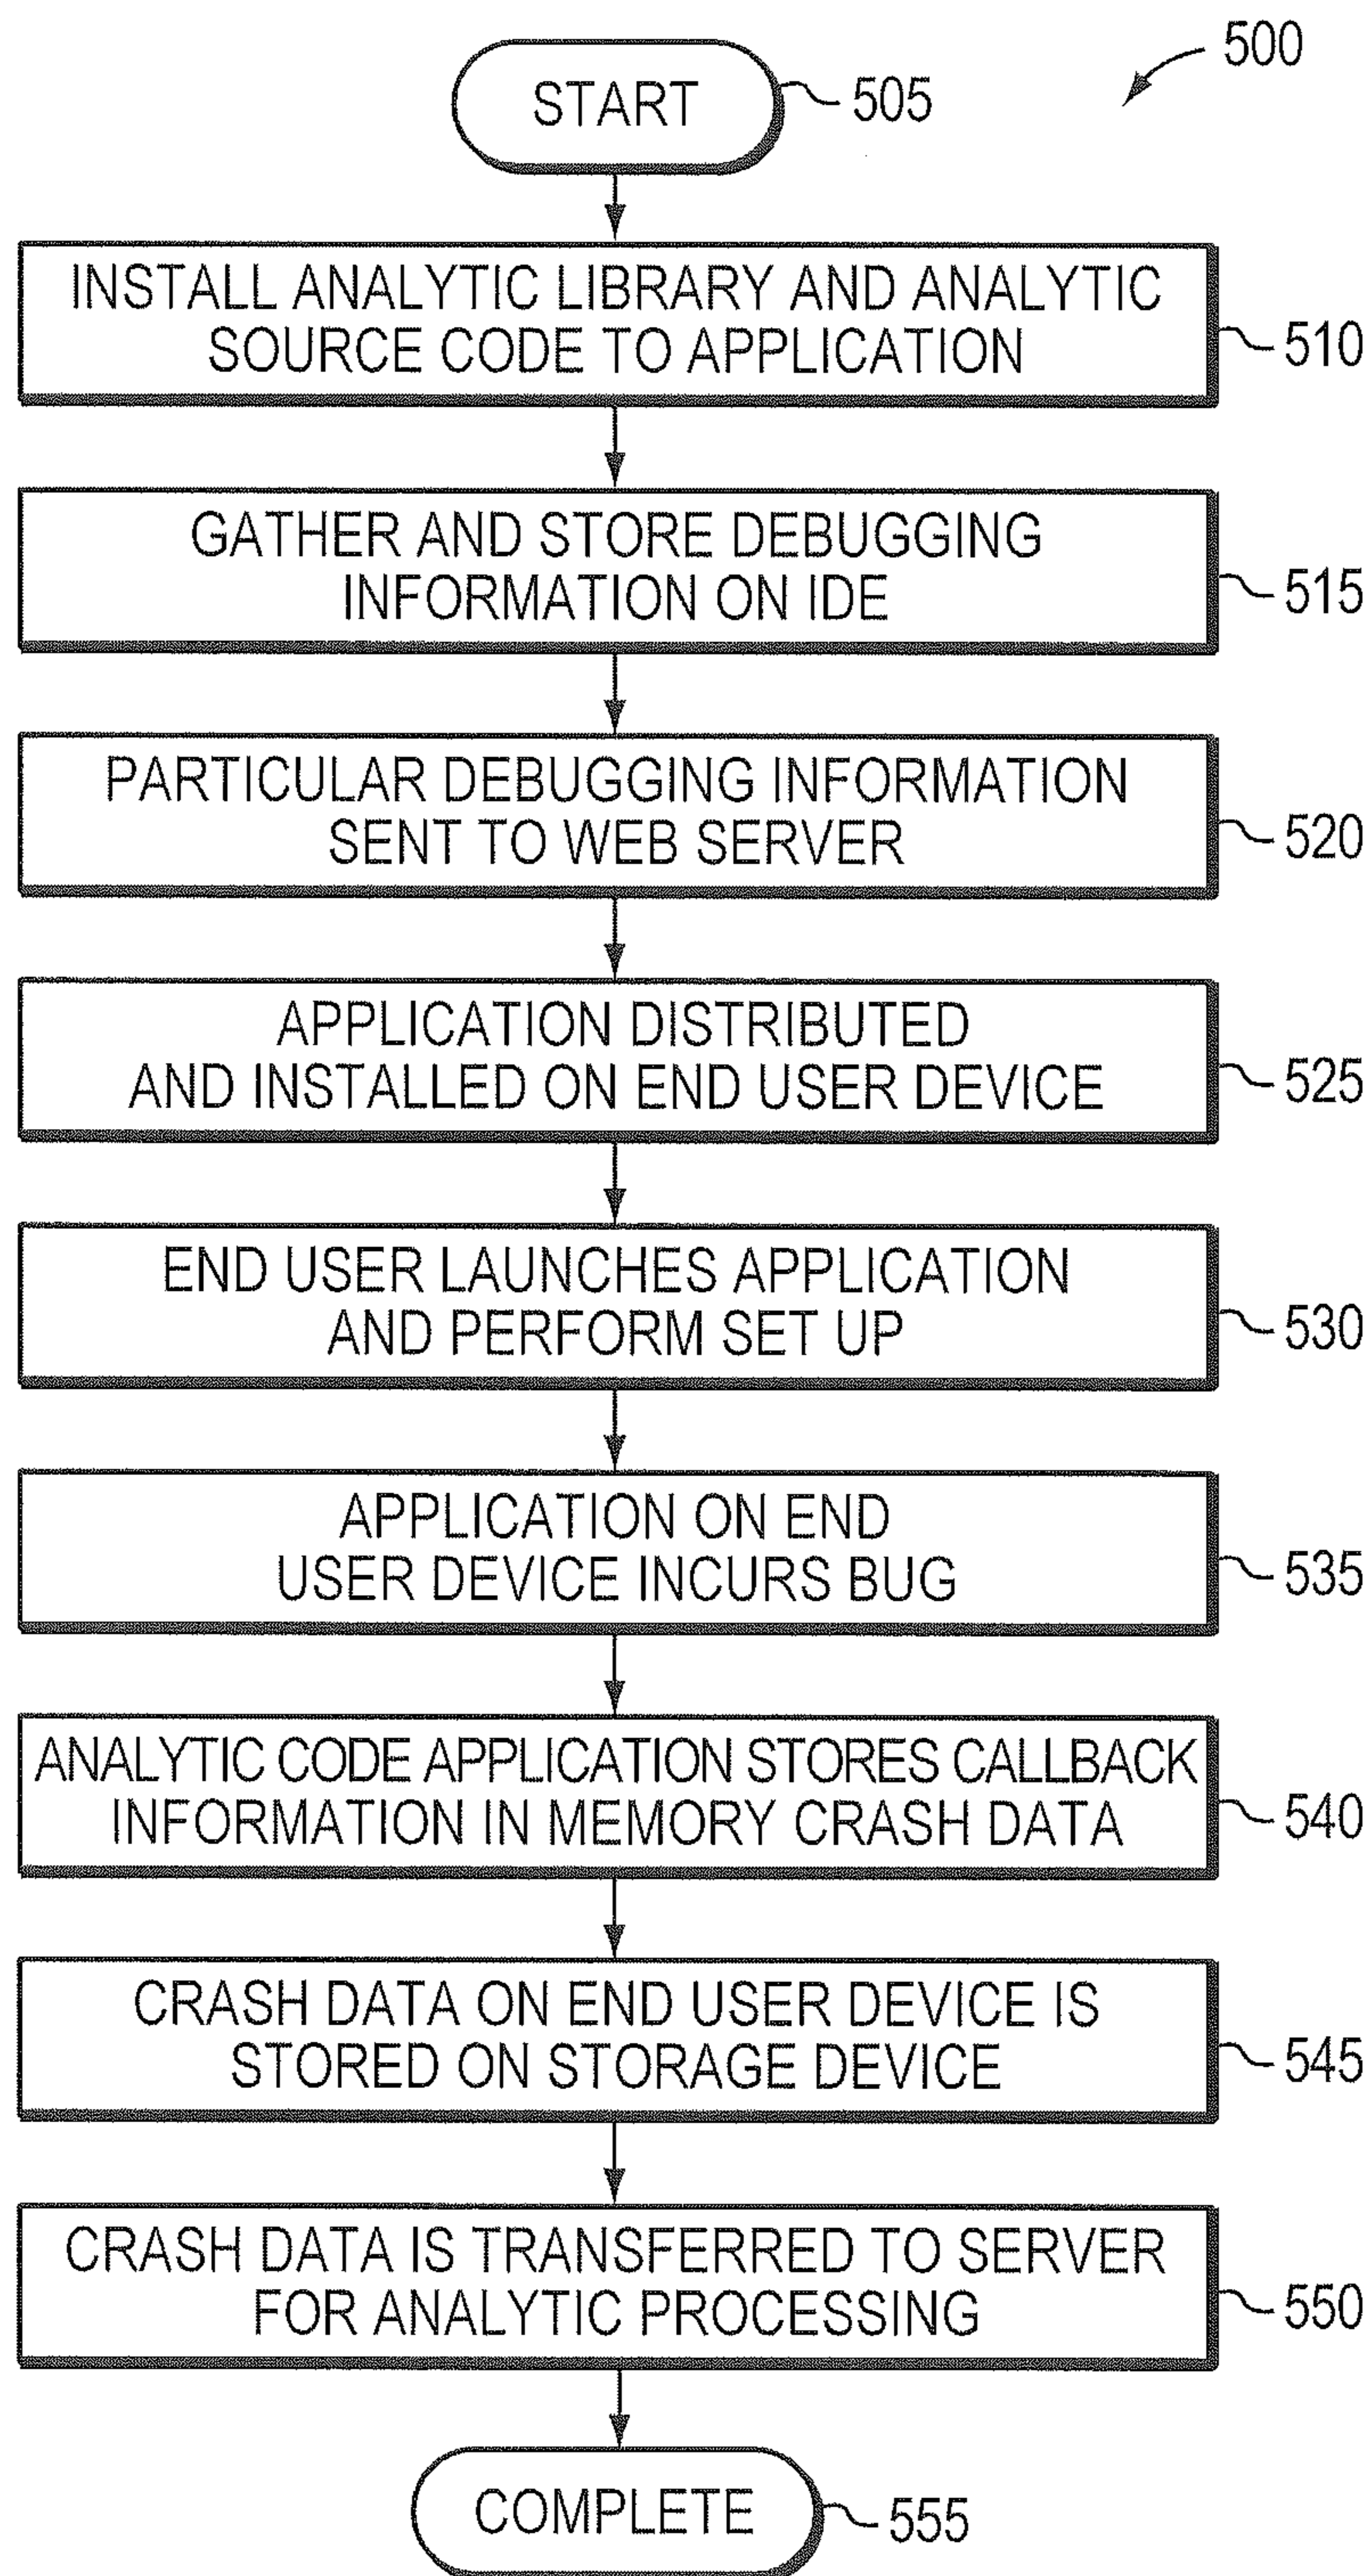 500
START
505
INSTALL ANALYTIC LIBRARY AND ANALYTIC
SOURCE CODE TO APPLICATION
510
GATHER AND STORE DEBUGGING
INFORMATION ON IDE
515
PARTICULAR DEBUGGING INFORMATION
SENT TO WEB SERVER
520
APPLICATION DISTRIBUTED
AND INSTALLED ON END USER DEVICE
525
END USER LAUNCHES APPLICATION
AND PERFORM SET UP
530
APPLICATION ON END
USER DEVICE INCURS BUG
535
ANALYTIC CODE APPLICATION STORES CALLBACK
INFORMATION IN MEMORY CRASH DATA
540
CRASH DATA ON END USER DEVICE IS
STORED ON STORAGE DEVICE
545
CRASH DATA IS TRANSFERRED TO SERVER
FOR ANALYTIC PROCESSING
550
COMPLETE
555